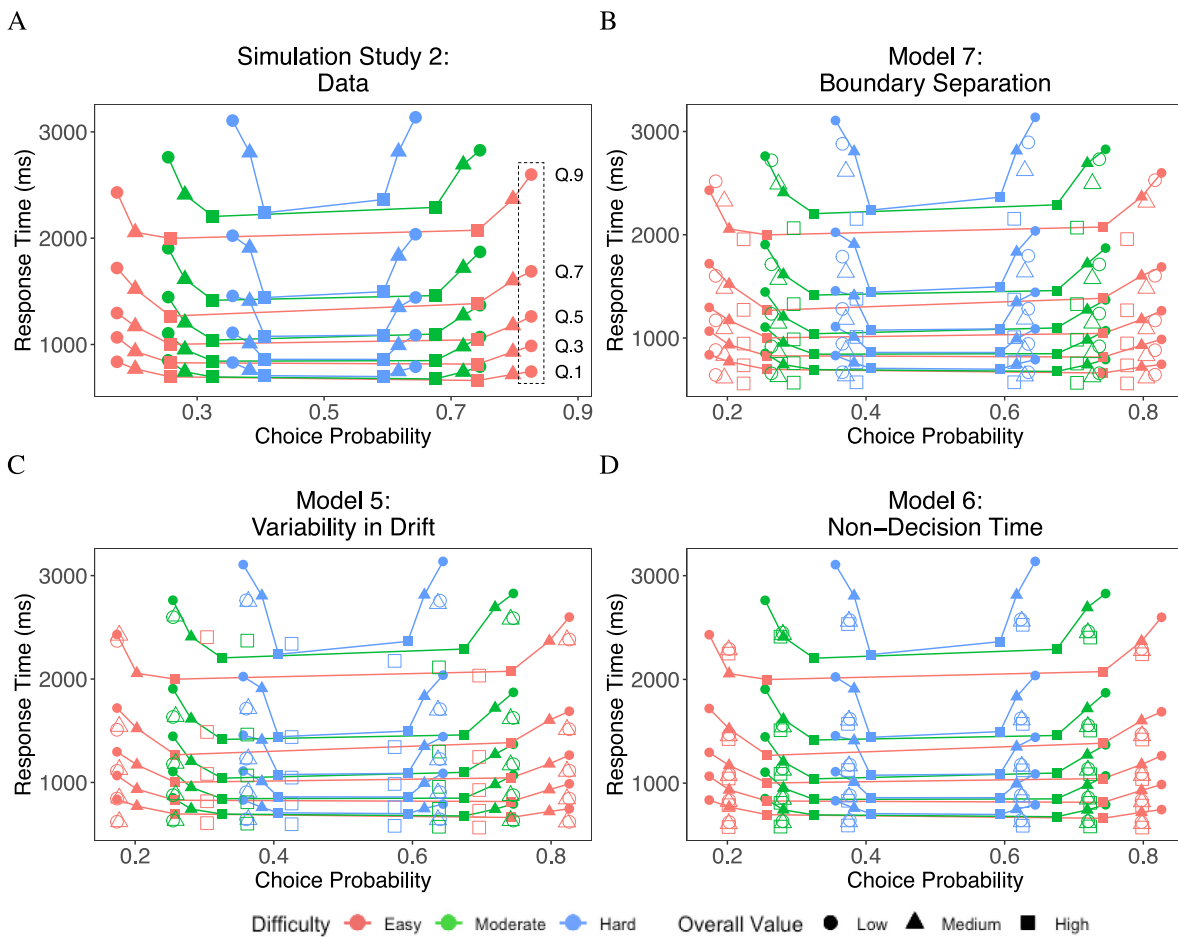 A
Simulation Study 2:
Data
Response Time (ms)
3000
2000
1000
Q.9
Q.7
Q.5
Q.3
Q.1
0.3
0.5
0.7
0.9
Choice Probability
B
Model 7:
Boundary Separation
Response Time (ms)
3000
2000
1000
0.2
0.4
0.6
0.8
Choice Probability
C
Model 5:
Variability in Drift
Response Time (ms)
3000
2000
1000
0.2
0.4
0.6
0.8
Choice Probability
D
Model 6:
Non−Decision Time
Response Time (ms)
3000
2000
1000
0.2
0.4
0.6
0.8
Choice Probability
Difficulty Easy Moderate Hard Overall Value Low Medium High